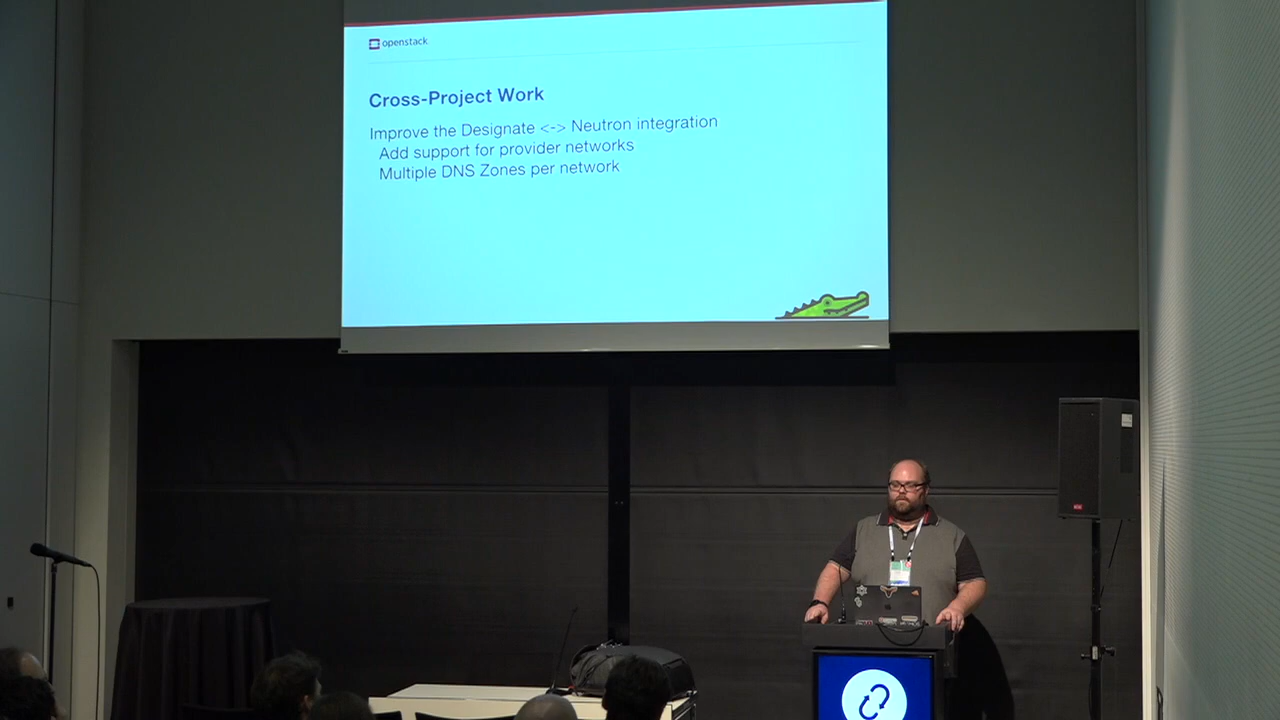 openstack
Cross-Project Work
Improve the Designate <-> Neutron integration
Add support for provider networks
Multiple DNS Zones per network